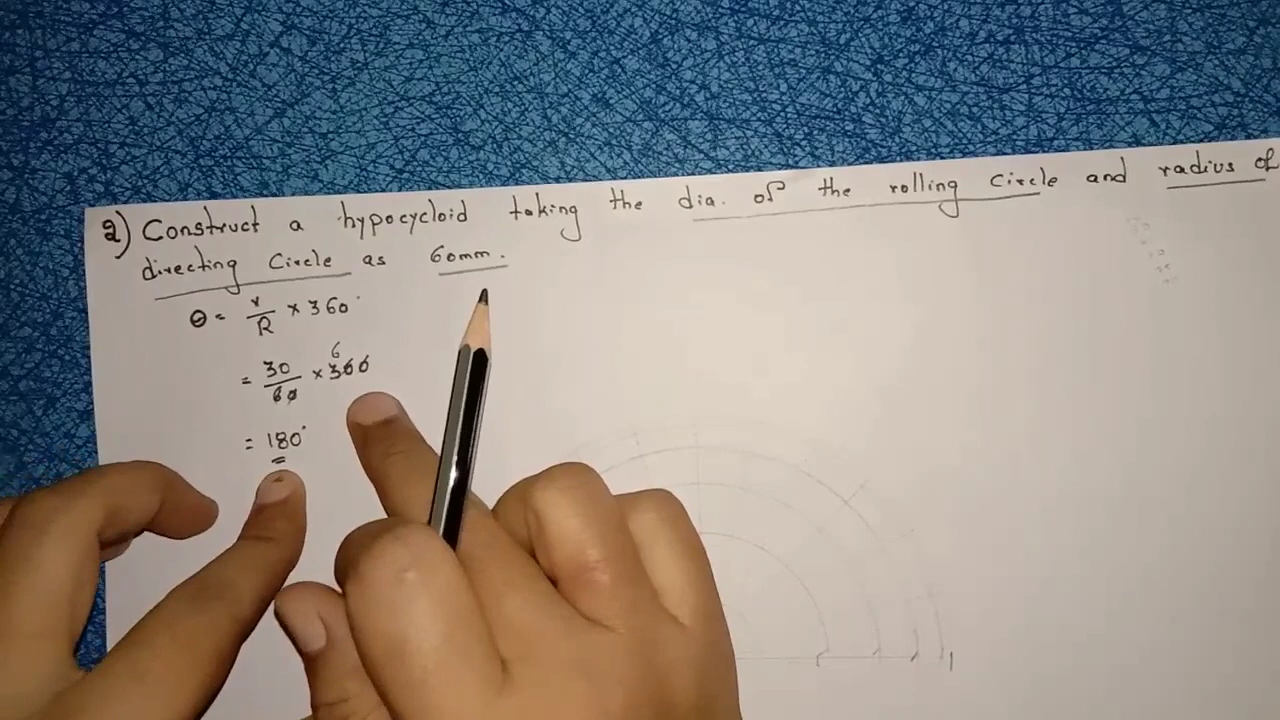 2) Construct a hypocycloid taking the dia. of the rolling Circle and radius of
directing Circle as 60mm.
θ = r/R × 360°
= 30/60 × 360 6
= 180°